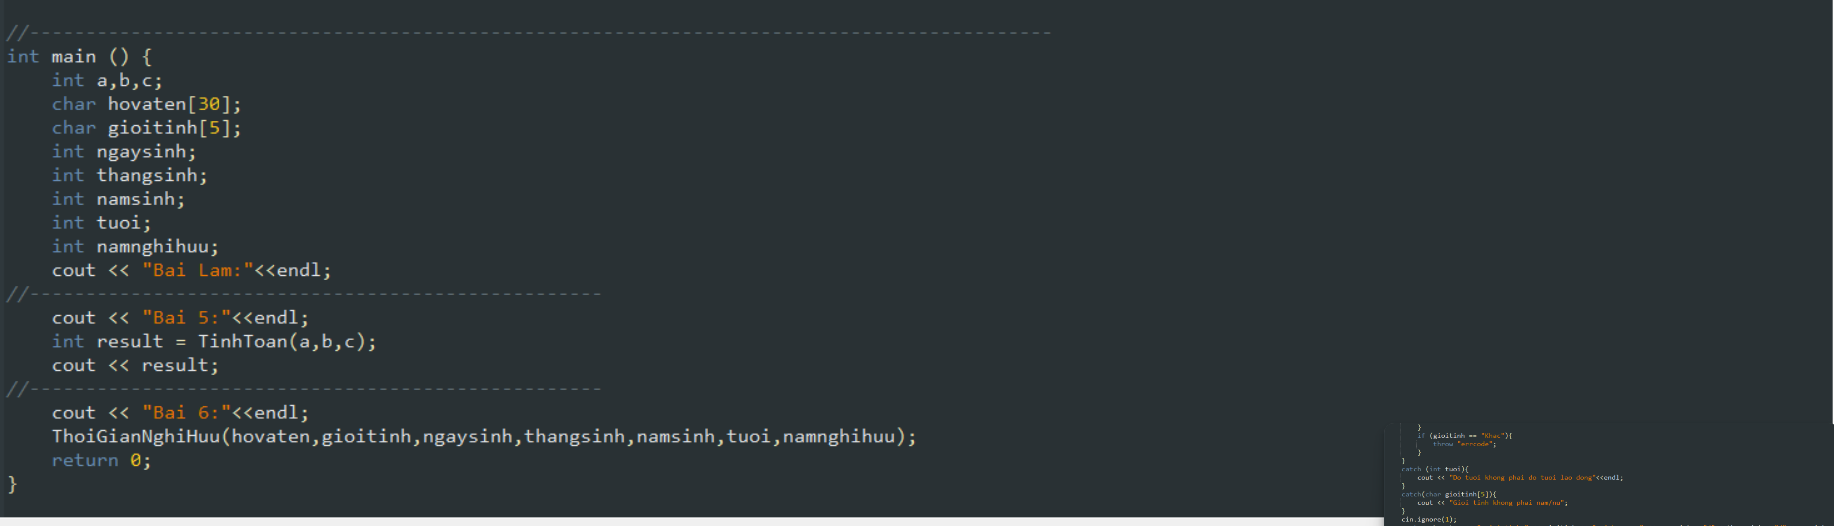 //-------------------------------------------------------------------------------------------
int main () {
    int a,b,c;
    char hovaten[30];
    char gioitinh[5];
    int ngaysinh;
    int thangsinh;
    int namsinh;
    int tuoi;
    int namnghihuu;
    cout << "Bai Lam:"<<endl;
//---------------------------------------------------
    cout << "Bai 5:"<<endl;
    int result = TinhToan(a,b,c);
    cout << result;
//---------------------------------------------------
    cout << "Bai 6:"<<endl;
    ThoiGianNghiHuu(hovaten,gioitinh,ngaysinh,thangsinh,namsinh,tuoi,namnghihuu);
    return 0;
}
}
if (gioitinh == "Khac"){
throw "errcode";
}
}
catch (int tuoi){
cout << "Do tuoi khong phai do tuoi lao dong"<<endl;
}
catch(char gioitinh[5]){
cout << "Gioi tinh khong phai nam/nu";
}
cin.ignore(1);